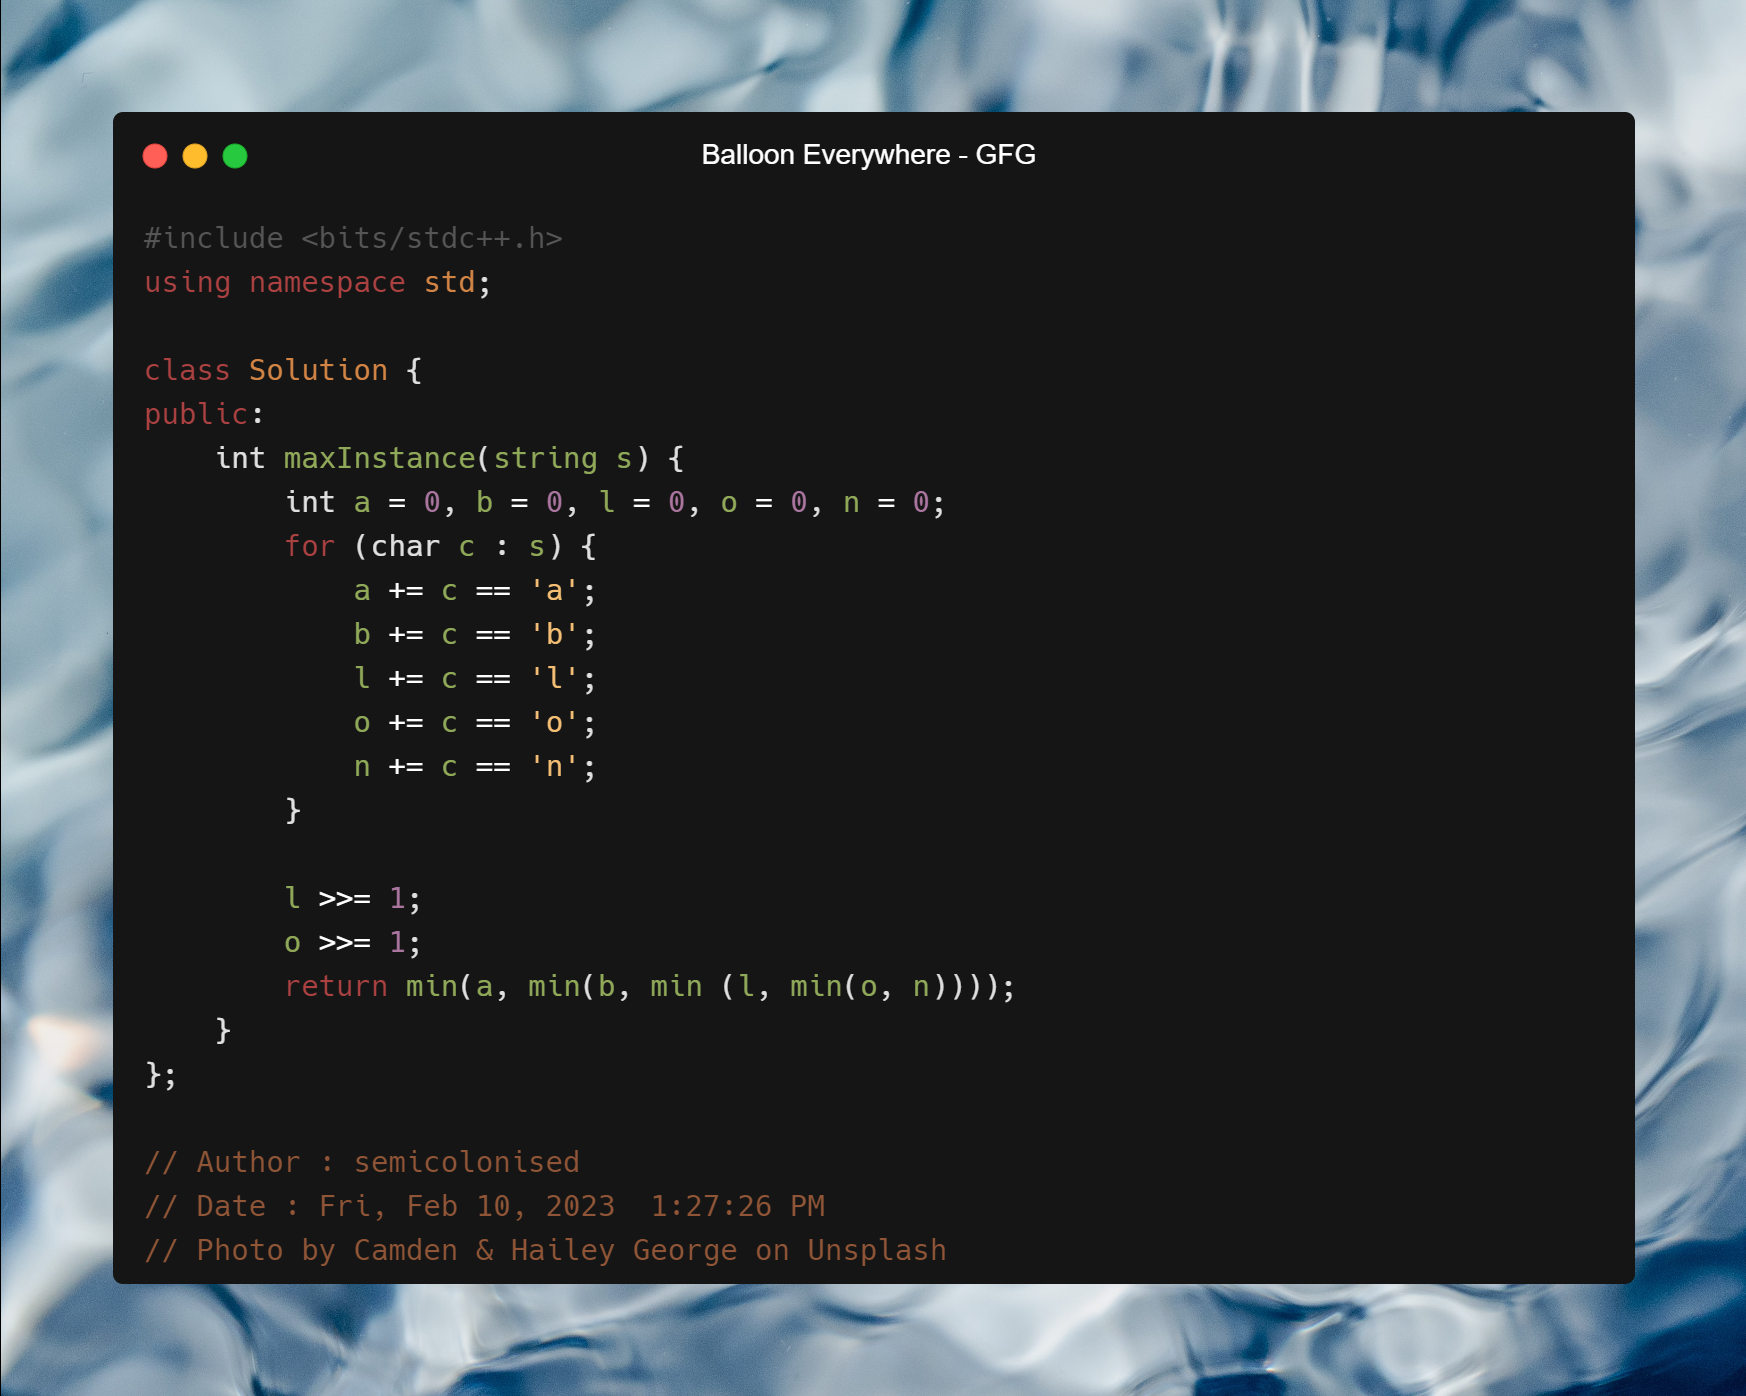 Balloon Everywhere - GFG
#include <bits/stdc++.h>
using namespace std;

class Solution {
public:
    int maxInstance(string s) {
        int a = 0, b = 0, l = 0, o = 0, n = 0;
        for (char c : s) {
            a += c == 'a';
            b += c == 'b';
            l += c == 'l';
            o += c == 'o';
            n += c == 'n';
        }

        l >>= 1;
        o >>= 1;
        return min(a, min(b, min (l, min(o, n))));
    }
};

// Author : semicolonised
// Date : Fri, Feb 10, 2023  1:27:26 PM
// Photo by Camden & Hailey George on Unsplash